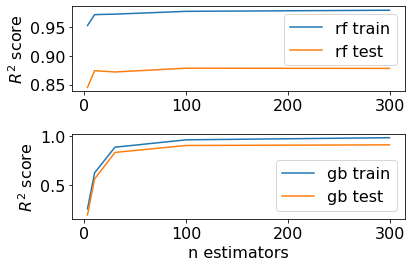 R² score
0.95
0.90
0.85
rf train
rf test
0
100
200
300
R² score
1.0
0.5
gb train
gb test
0
100
200
300
n estimators